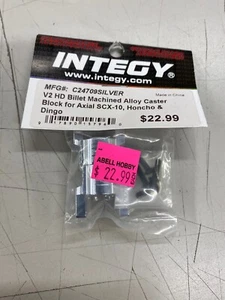 INTEGY
www.integy.com
MFG#: C24709SILVER
Made in China
V2 HD Billet Machined Alloy Caster
Block for Axial SCX-10, Honcho &
Dingo
$22.99
ABELL HOBBY
$ 22.99